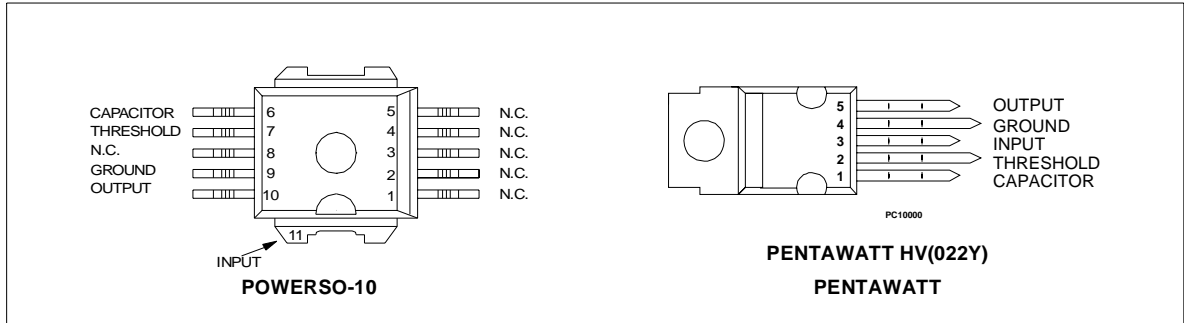 CAPACITOR 6 5 N.C.
THRESHOLD 7 4 N.C.
N.C. 8 3 N.C.
GROUND 9 2 N.C.
OUTPUT 10 1 N.C.
11
INPUT
POWERSO-10
5 OUTPUT
4 GROUND
3 INPUT
2 THRESHOLD
1 CAPACITOR
PC10000
PENTAWATT HV(022Y)
PENTAWATT